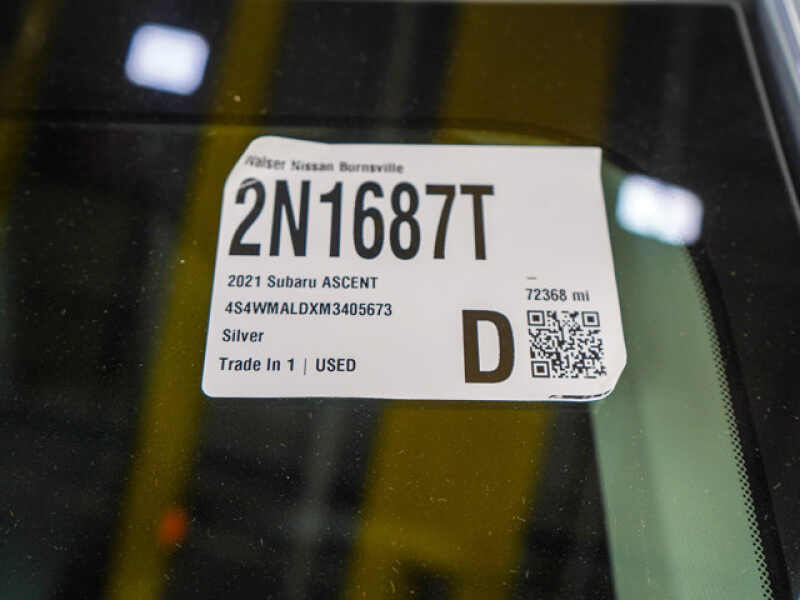 Walser Nissan Burnsville
2N1687T
2021 Subaru ASCENT
4S4WMALDXM3405673
Silver
Trade In 1 | USED
72368 mi
D